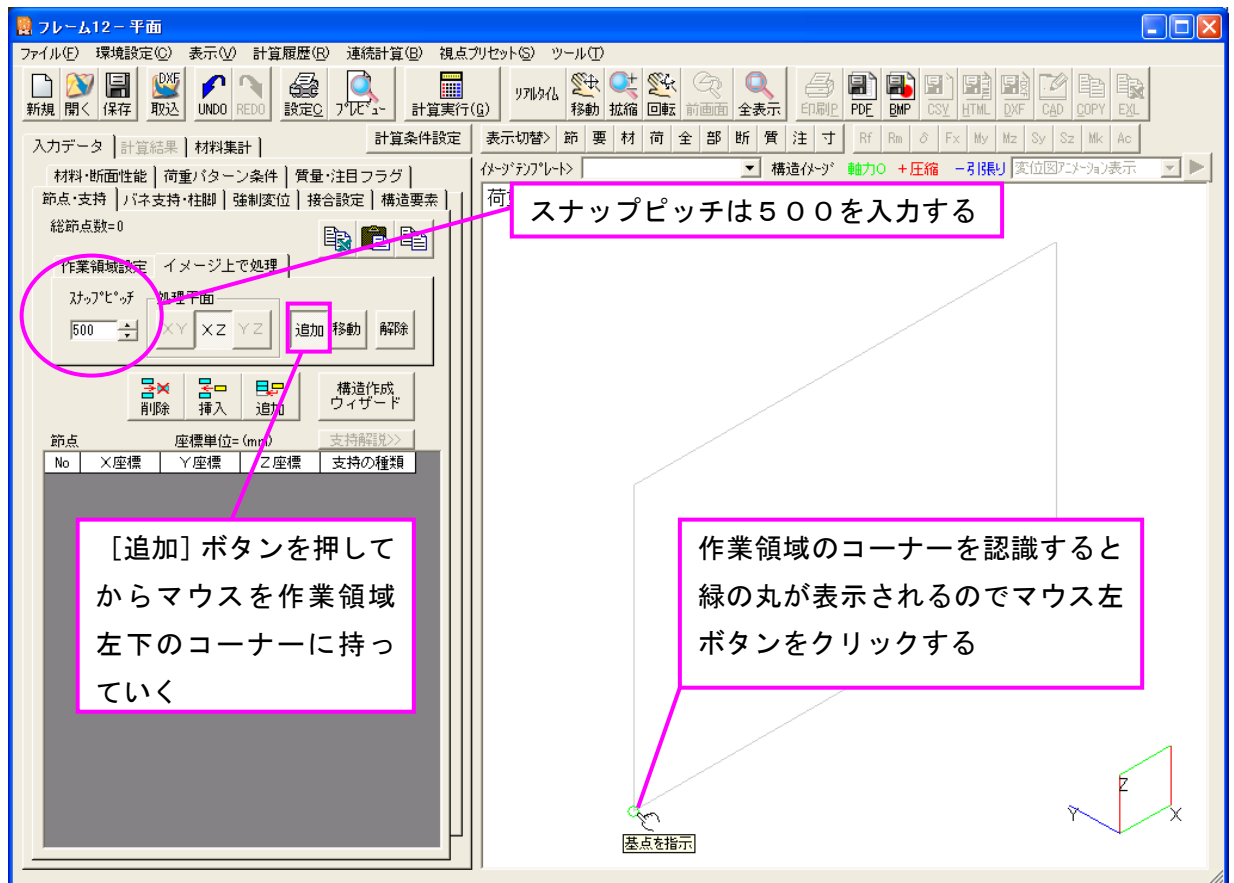 フレーム12－平面
ファイル(F) 環境設定(C) 表示(V) 計算履歴(R) 連続計算(B) 視点プリセット(S) ツール(T)
新規 開く 保存 DXF 取込 UNDO REDO 設定C プレビュー 計算実行(G) リアルタイム 移動 拡縮 回転 前画面 全表示 印刷P PDF BMP CSV HTML DXF CAD COPY EXL
入力データ 計算結果 材料集計 計算条件設定
表示切替> 節 要 材 荷 全 部 断 質 注 寸 Rf Rm δ Fx My Mz Sy Sz Mk Ac
材料・断面性能 荷重パターン条件 質量・注目フラグ
イメージテンプレート> 構造イメージ 軸力0 +圧縮 -引張り 変位図アニメーション表示
節点・支持 バネ支持・柱脚 強制変位 接合設定 構造要素
荷
スナップピッチは５００を入力する
総節点数=0
作業領域設定 イメージ上で処理
スナップピッチ 処理平面
500 XY XZ YZ 追加 移動 解除
削除 挿入 追加 構造作成
ウィザード
節点 座標単位=(mm) 支持解説>>
No X座標 Y座標 Z座標 支持の種類
［追加］ボタンを押して
からマウスを作業領域
左下のコーナーに持っ
ていく
作業領域のコーナーを認識すると
緑の丸が表示されるのでマウス左
ボタンをクリックする
基点を指示
Z
Y X